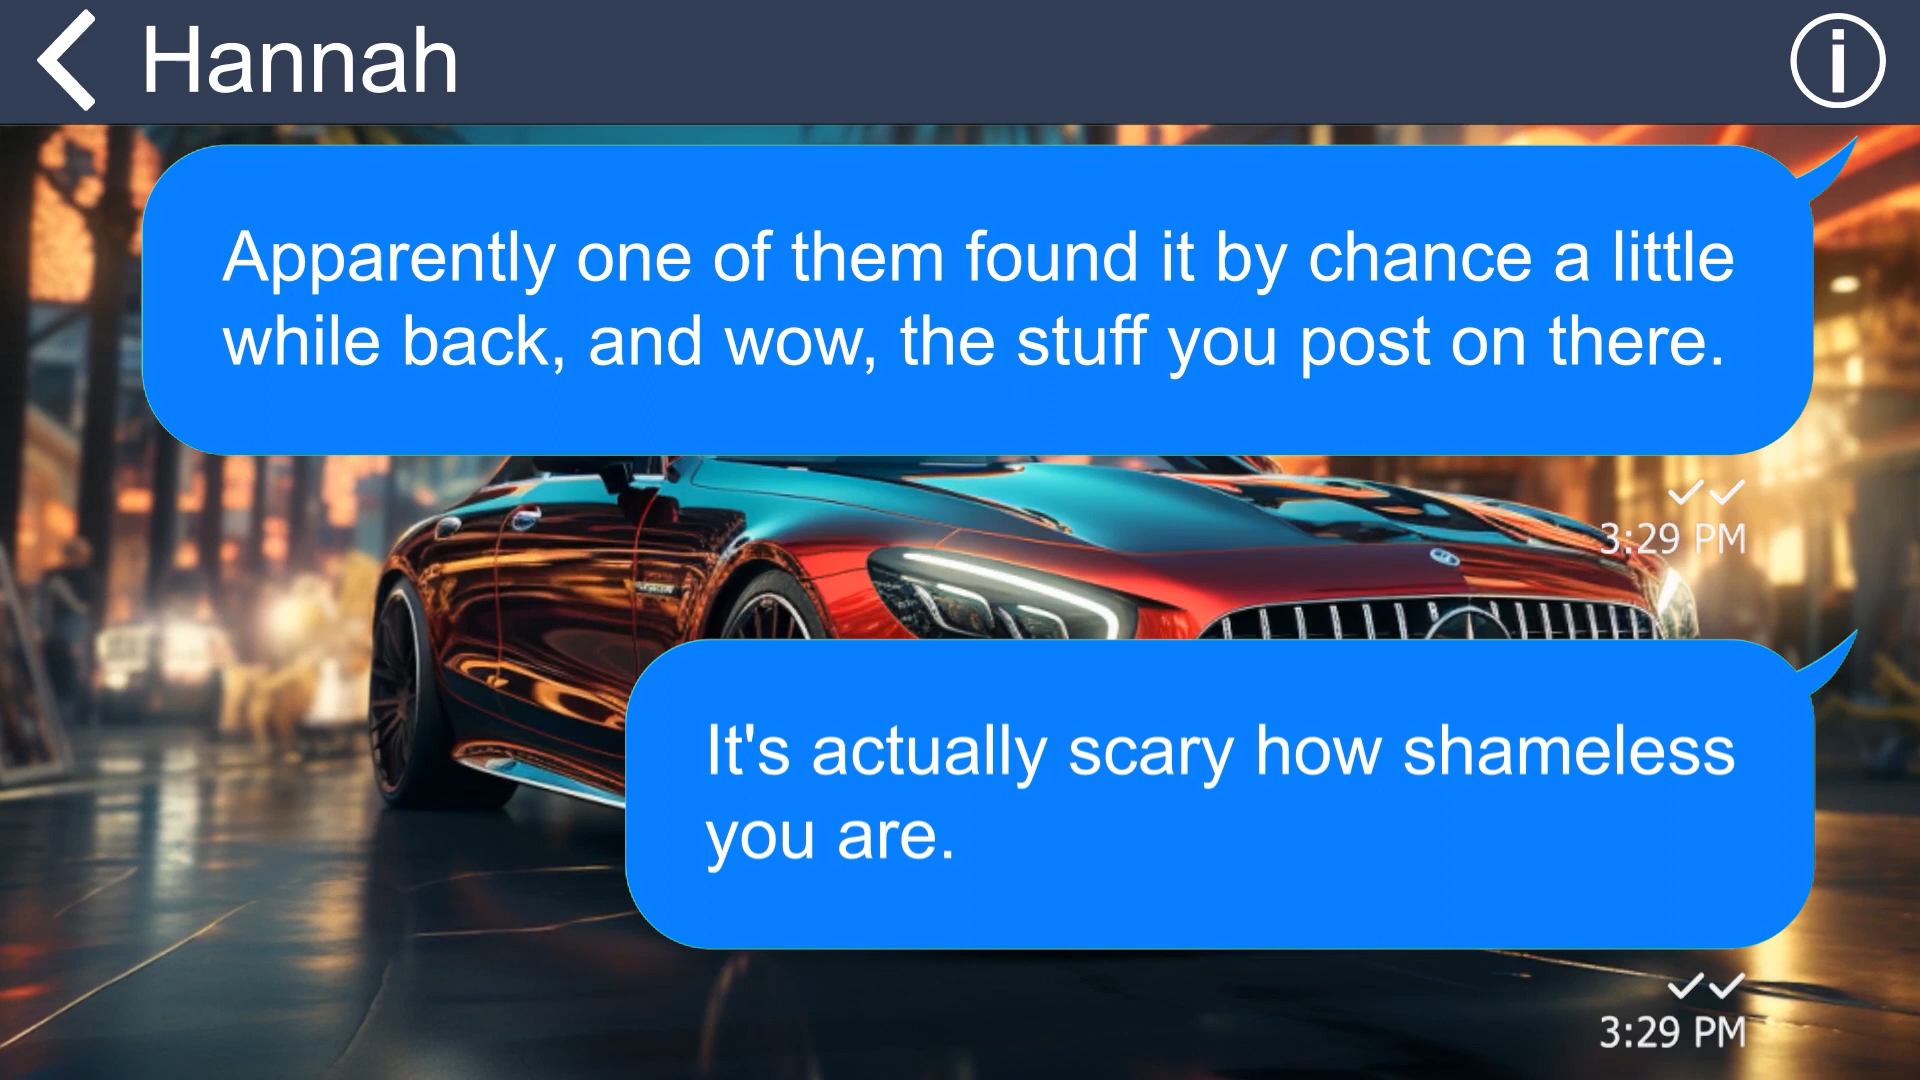 Hannah
Apparently one of them found it by chance a little
while back, and wow, the stuff you post on there.
3:29 PM
It's actually scary how shameless
you are.
3:29 PM